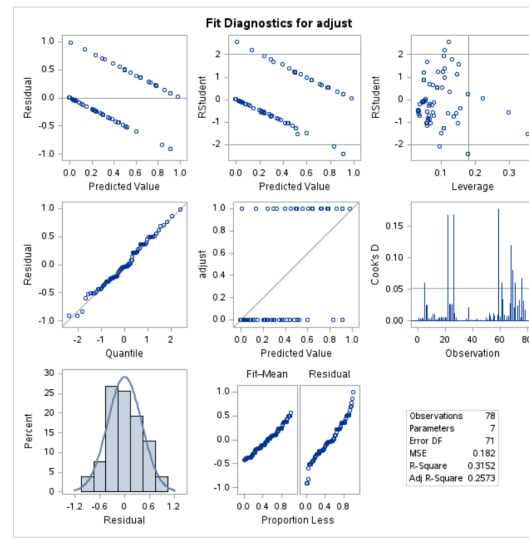 Fit Diagnostics for adjust
1.0
0.5
0.0
-0.5
-1.0
Residual
0.0 0.2 0.4 0.6 0.8 1.0
Predicted Value
2
1
0
-1
-2
RStudent
0.0 0.2 0.4 0.6 0.8 1.0
Predicted Value
2
1
0
-1
-2
RStudent
0.1 0.2 0.3
Leverage
1.0
0.5
0.0
-0.5
-1.0
Residual
-2 -1 0 1 2
Quantile
1.0
0.8
0.6
0.4
0.2
0.0
adjust
0.0 0.2 0.4 0.6 0.8 1.0
Predicted Value
0.15
0.10
0.05
0.00
Cook's D
0 20 40 60 80
Observation
30
25
20
15
10
5
0
Percent
-1.2 -0.6 0 0.6 1.2
Residual
Fit–Mean Residual
1.0
0.5
0.0
-0.5
-1.0
0.0 0.4 0.8 0.0 0.4 0.8
Proportion Less
Observations 78
Parameters 7
Error DF 71
MSE 0.182
R-Square 0.3152
Adj R-Square 0.2573